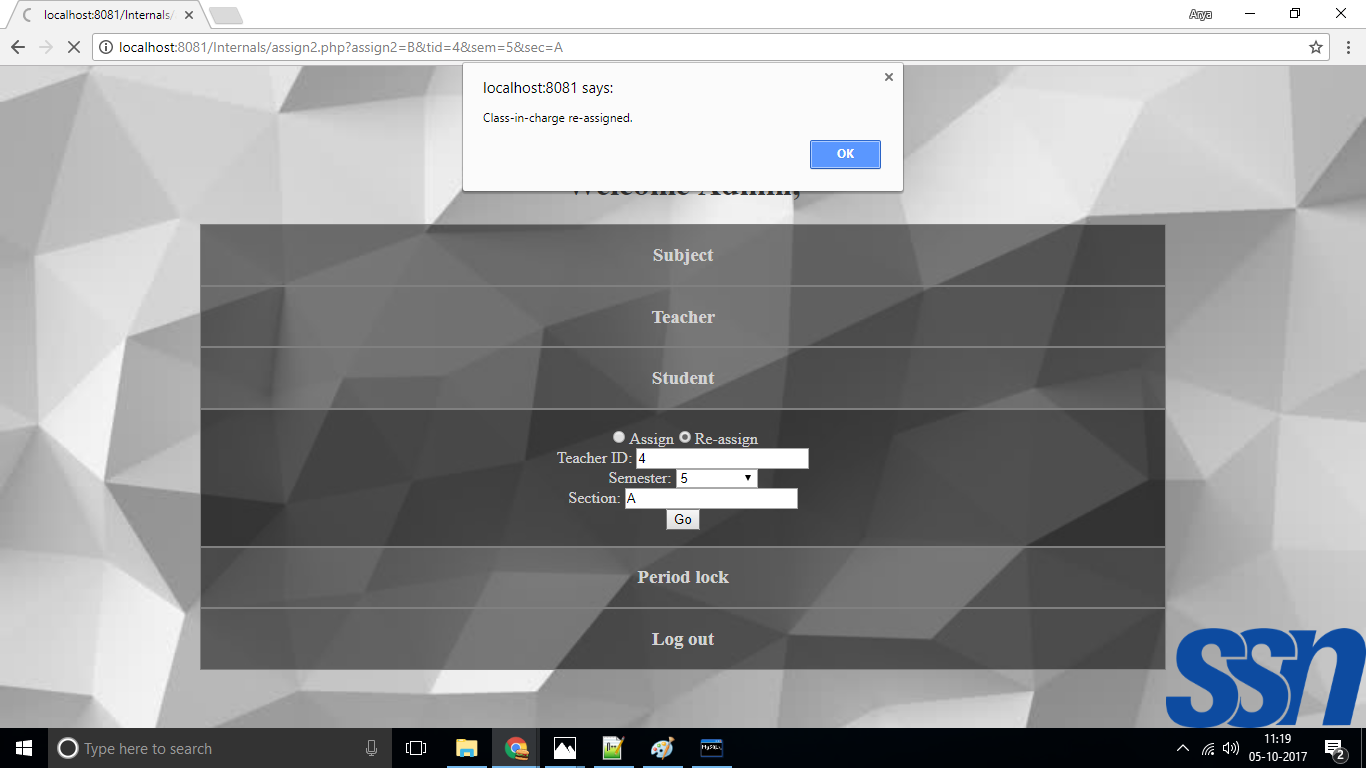 localhost:8081/Internals/
Arya
localhost:8081/Internals/assign2.php?assign2=B&tid=4&sem=5&sec=A
localhost:8081 says:
Class-in-charge re-assigned.
OK
Welcome Admin,
Subject
Teacher
Student
Assign Re-assign
Teacher ID: 4
Semester: 5
Section: A
Go
Period lock
Log out
ssn
Type here to search
11:19
05-10-2017
2